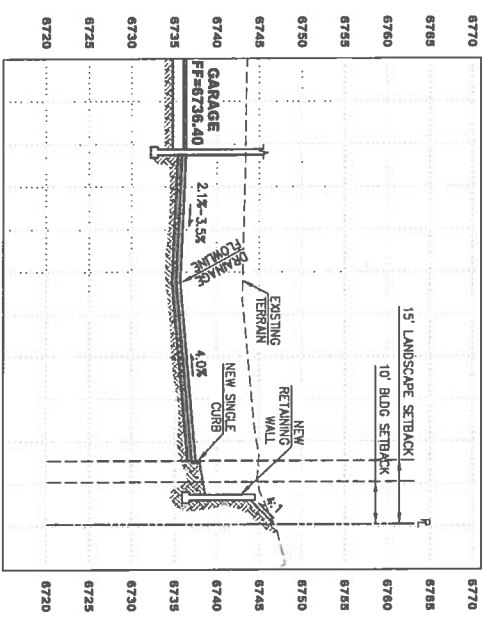 6720
6725
6730
6735
6740
6745
6750
6755
6760
6765
6770
GARAGE
FF=6736.40
2.1%-3.5%
DRAINAGE
FLOWLINE
EXISTING
TERRAIN
4.0%
NEW SINGLE
CURB
NEW
RETAINING
WALL
15' LANDSCAPE SETBACK
10' BLDG SETBACK
4:1
PL
6720
6725
6730
6735
6740
6745
6750
6755
6760
6765
6770